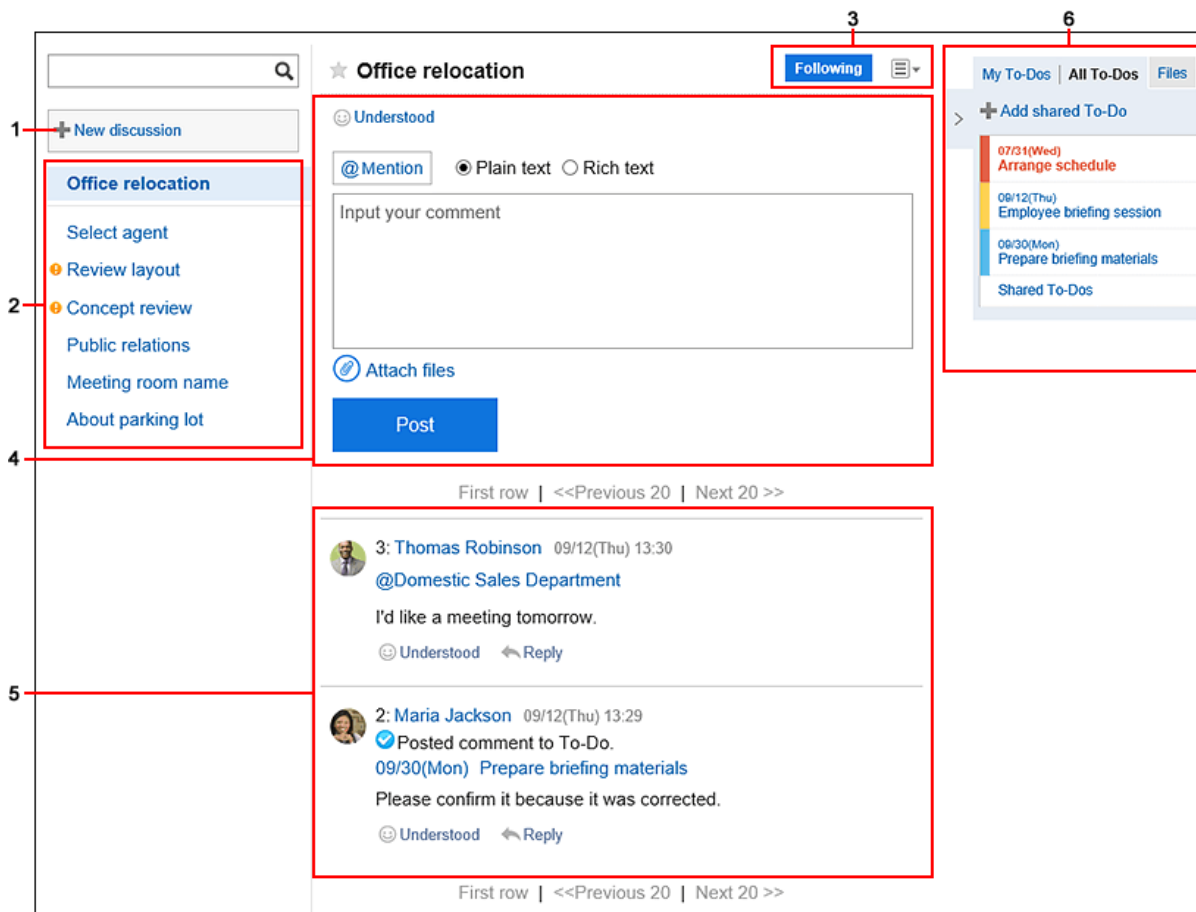 3
6
Office relocation
Following
My To-Dos | All To-Dos
Files
1
New discussion
Understood
Add shared To-Do
@Mention
Plain text
Rich text
07/31(Wed)
Arrange schedule
2
Office relocation
Input your comment
09/12(Thu)
Employee briefing session
Select agent
09/30(Mon)
Prepare briefing materials
Review layout
Shared To-Dos
Concept review
Public relations
Meeting room name
Attach files
About parking lot
Post
4
First row | <<Previous 20 | Next 20 >>
5
3: Thomas Robinson 09/12(Thu) 13:30
@Domestic Sales Department
I'd like a meeting tomorrow.
Understood Reply
2: Maria Jackson 09/12(Thu) 13:29
Posted comment to To-Do.
09/30(Mon) Prepare briefing materials
Please confirm it because it was corrected.
Understood Reply
First row | <<Previous 20 | Next 20 >>